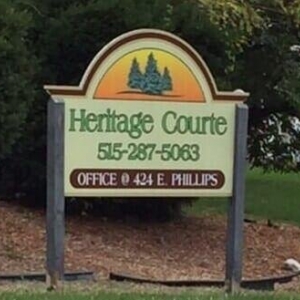 Heritage Courte
515-287-5063
OFFICE @ 424 E. PHILLIPS